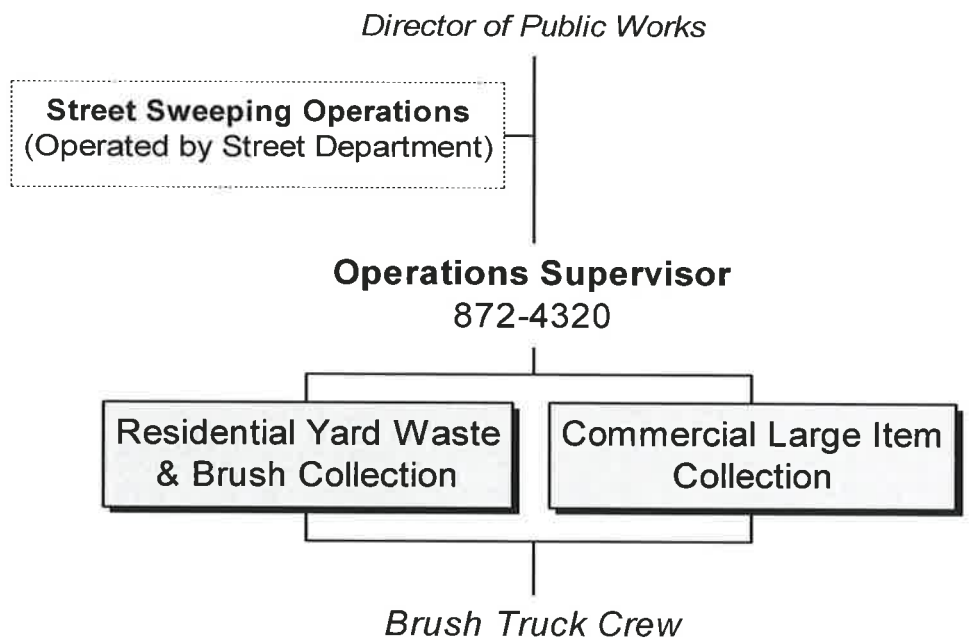 Director of Public Works
Street Sweeping Operations
(Operated by Street Department)
Operations Supervisor
872-4320
Residential Yard Waste
& Brush Collection
Commercial Large Item
Collection
Brush Truck Crew